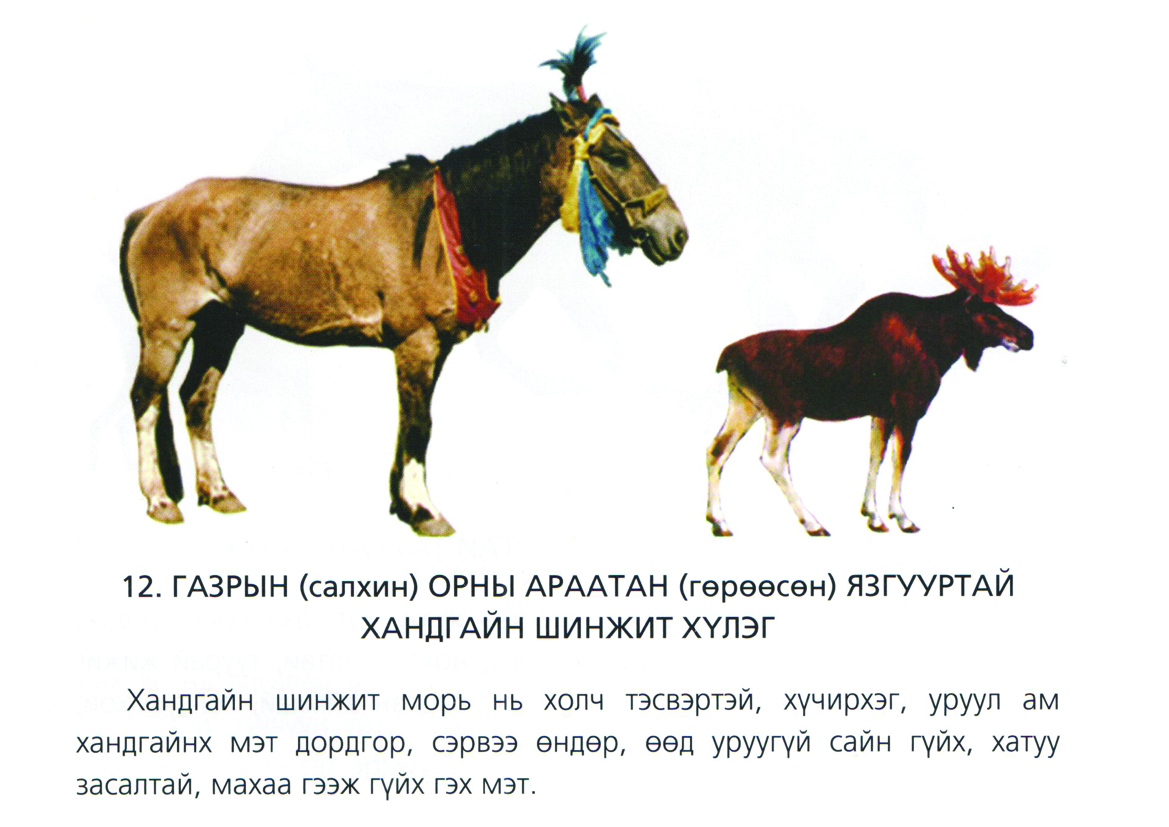 12. ГАЗРЫН (салхин) ОРНЫ АРААТАН (гөрөөсөн) ЯЗГУУРТАЙ
ХАНДГАЙН ШИНЖИТ ХҮЛЭГ
Хандгайн шинжит морь нь холч тэсвэртэй, хүчирхэг, уруул ам
хандгайнх мэт дордгор, сэрвээ өндөр, өөд уруугүй сайн гүйх, хатуу
засалтай, махаа гээж гүйх гэх мэт.